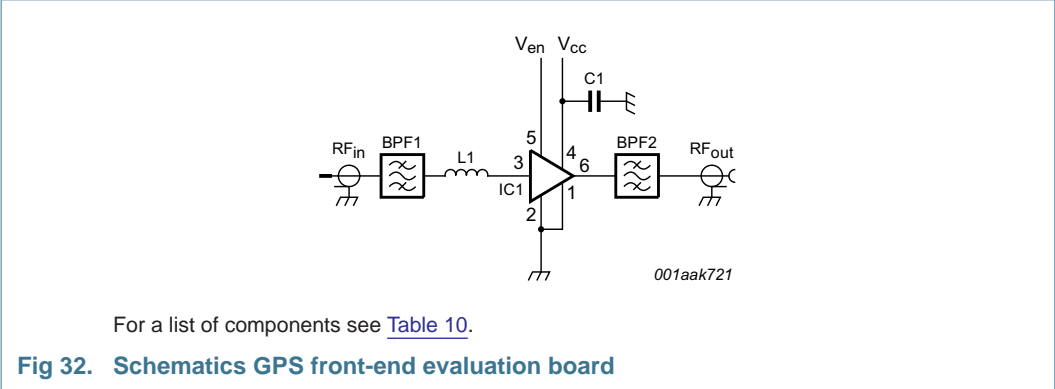 Ven Vcc
C1
5
BPF1
BPF2
RFin
L1
3
4
6
RFout
IC1
1
2
001aak721
For a list of components see Table 10.
Fig 32. Schematics GPS front-end evaluation board